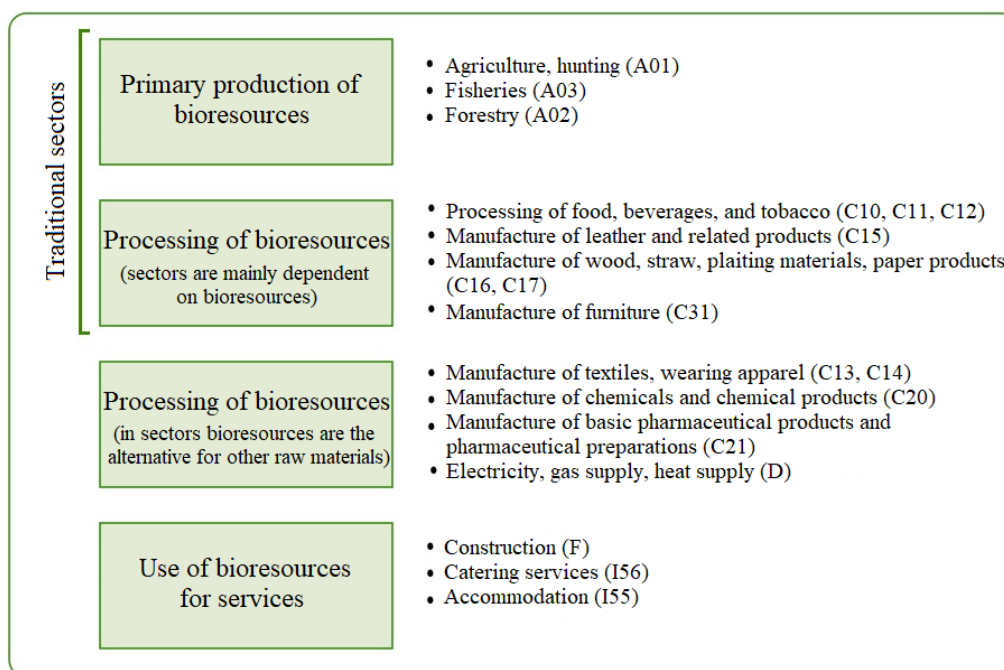 Traditional sectors
Primary production of
bioresources
• Agriculture, hunting (A01)
• Fisheries (A03)
• Forestry (A02)
Processing of bioresources
(sectors are mainly dependent
on bioresources)
• Processing of food, beverages, and tobacco (C10, C11, C12)
• Manufacture of leather and related products (C15)
• Manufacture of wood, straw, plaiting materials, paper products
(C16, C17)
• Manufacture of furniture (C31)
Processing of bioresources
(in sectors bioresources are the
alternative for other raw materials)
• Manufacture of textiles, wearing apparel (C13, C14)
• Manufacture of chemicals and chemical products (C20)
• Manufacture of basic pharmaceutical products and
pharmaceutical preparations (C21)
• Electricity, gas supply, heat supply (D)
Use of bioresources
for services
• Construction (F)
• Catering services (I56)
• Accommodation (I55)